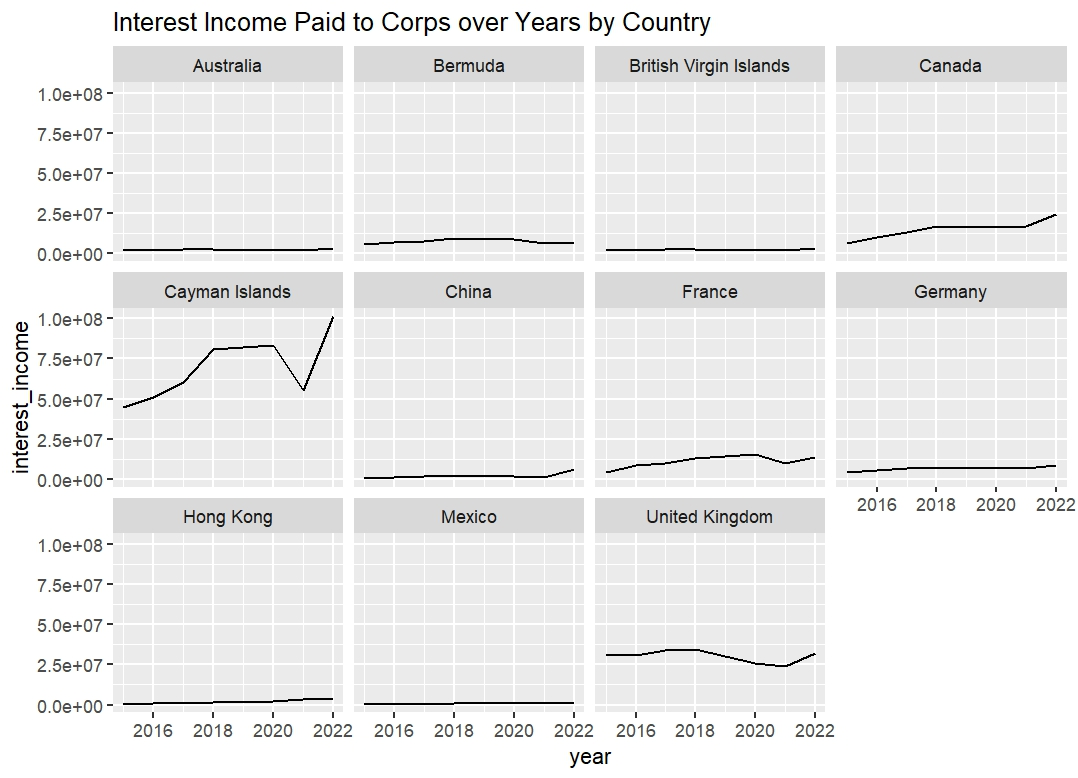 Interest Income Paid to Corps over Years by Country
Australia
Bermuda
British Virgin Islands
Canada
1.0e+08
7.5e+07
5.0e+07
2.5e+07
0.0e+00
Cayman Islands
China
France
Germany
1.0e+08
7.5e+07
5.0e+07
2.5e+07
0.0e+00
2016 2018 2020 2022
Hong Kong
Mexico
United Kingdom
1.0e+08
7.5e+07
5.0e+07
2.5e+07
0.0e+00
2016 2018 2020 2022
2016 2018 2020 2022
2016 2018 2020 2022
interest_income
year